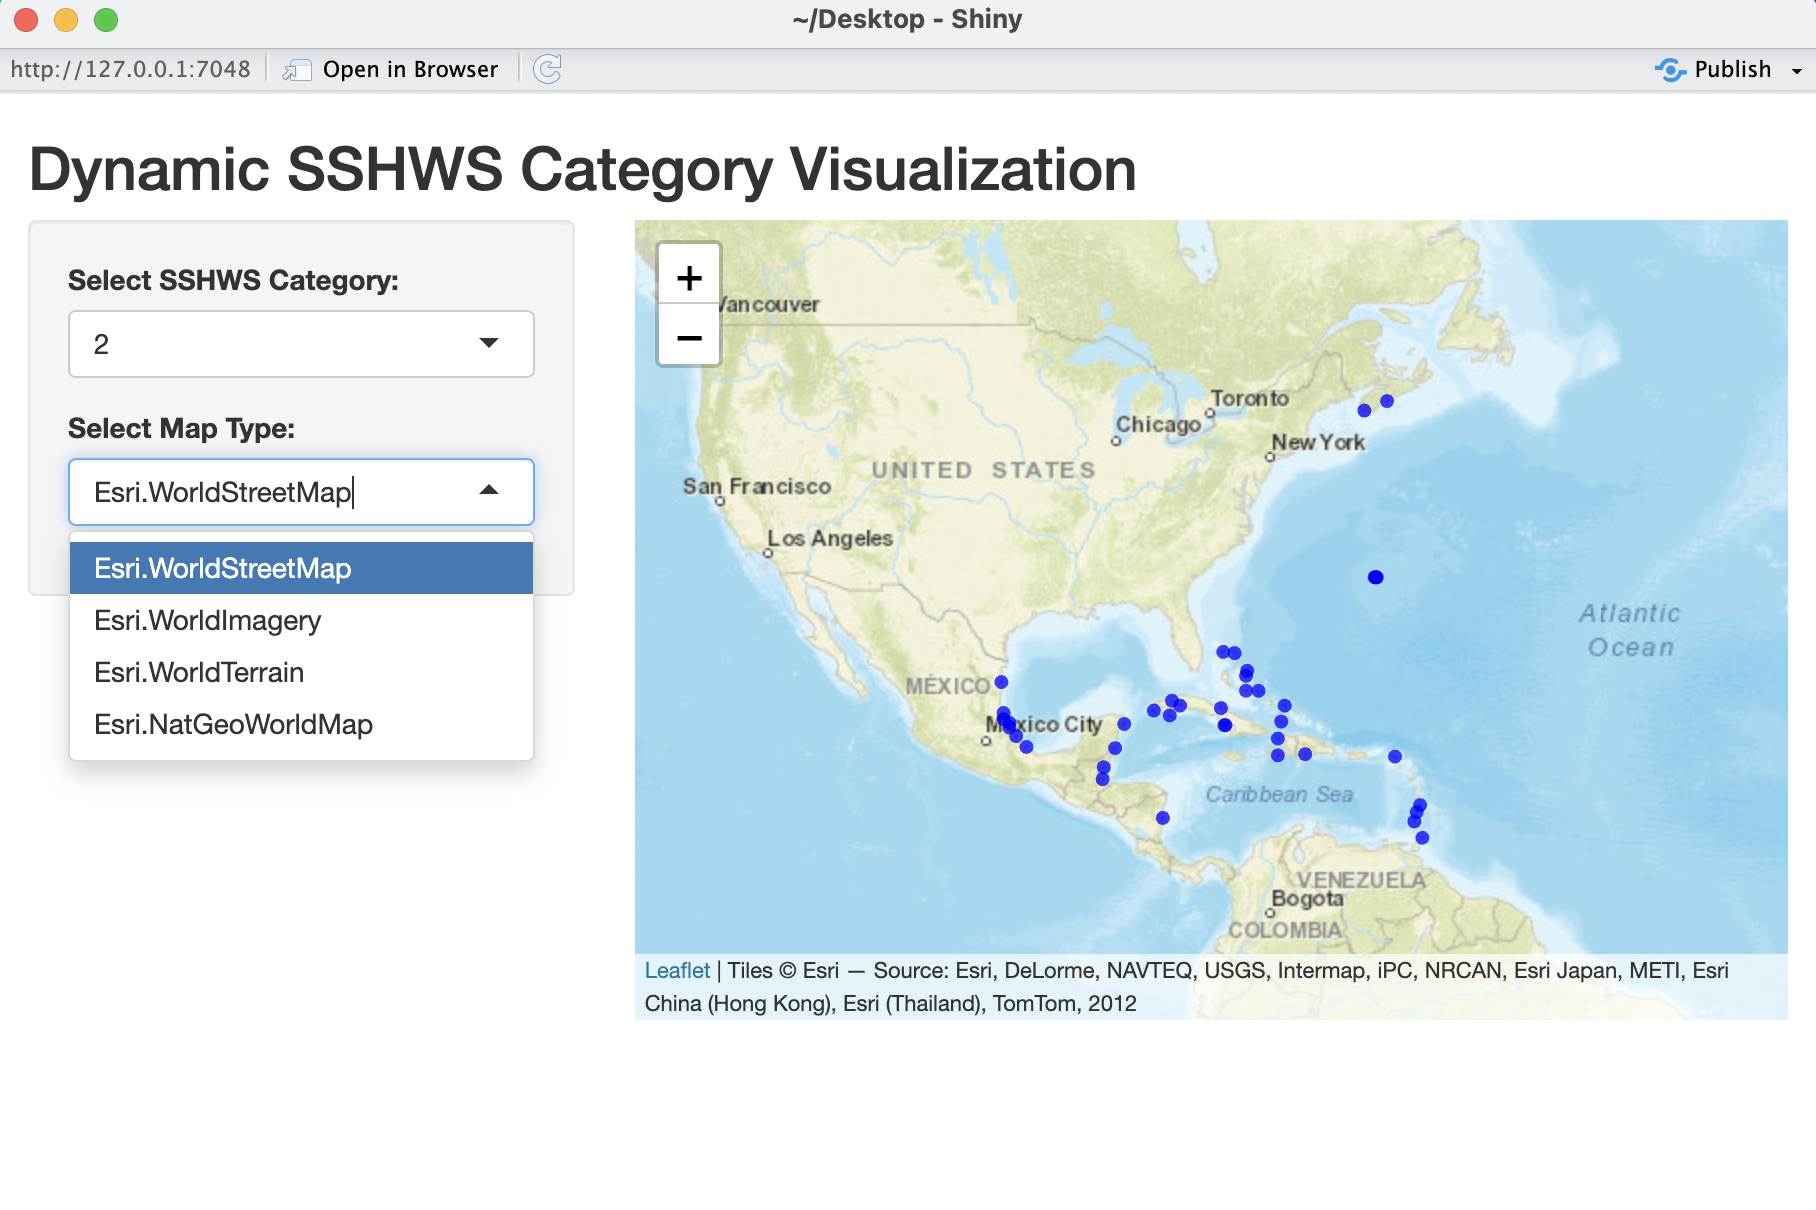 ~/Desktop - Shiny
http://127.0.0.1:7048 Open in Browser Publish
Dynamic SSHWS Category Visualization
Select SSHWS Category:
2
Select Map Type:
Esri.WorldStreetMap
Esri.WorldStreetMap
Esri.WorldImagery
Esri.WorldTerrain
Esri.NatGeoWorldMap
+
−
Vancouver
Toronto
Chicago
New York
UNITED STATES
San Francisco
Los Angeles
Atlantic
Ocean
MÉXICO
Mexico City
Caribbean Sea
VENEZUELA
Bogota
COLOMBIA
Leaflet | Tiles © Esri — Source: Esri, DeLorme, NAVTEQ, USGS, Intermap, iPC, NRCAN, Esri Japan, METI, Esri
China (Hong Kong), Esri (Thailand), TomTom, 2012